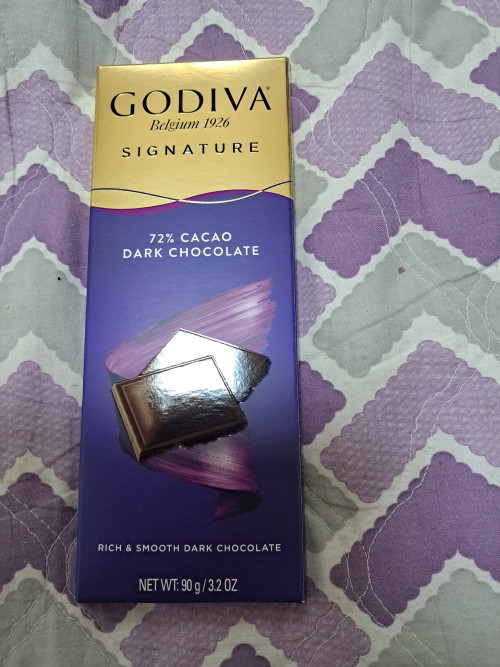 GODIVA®
Belgium 1926
SIGNATURE
72% CACAO
DARK CHOCOLATE
RICH & SMOOTH DARK CHOCOLATE
NET WT: 90 g / 3.2 OZ